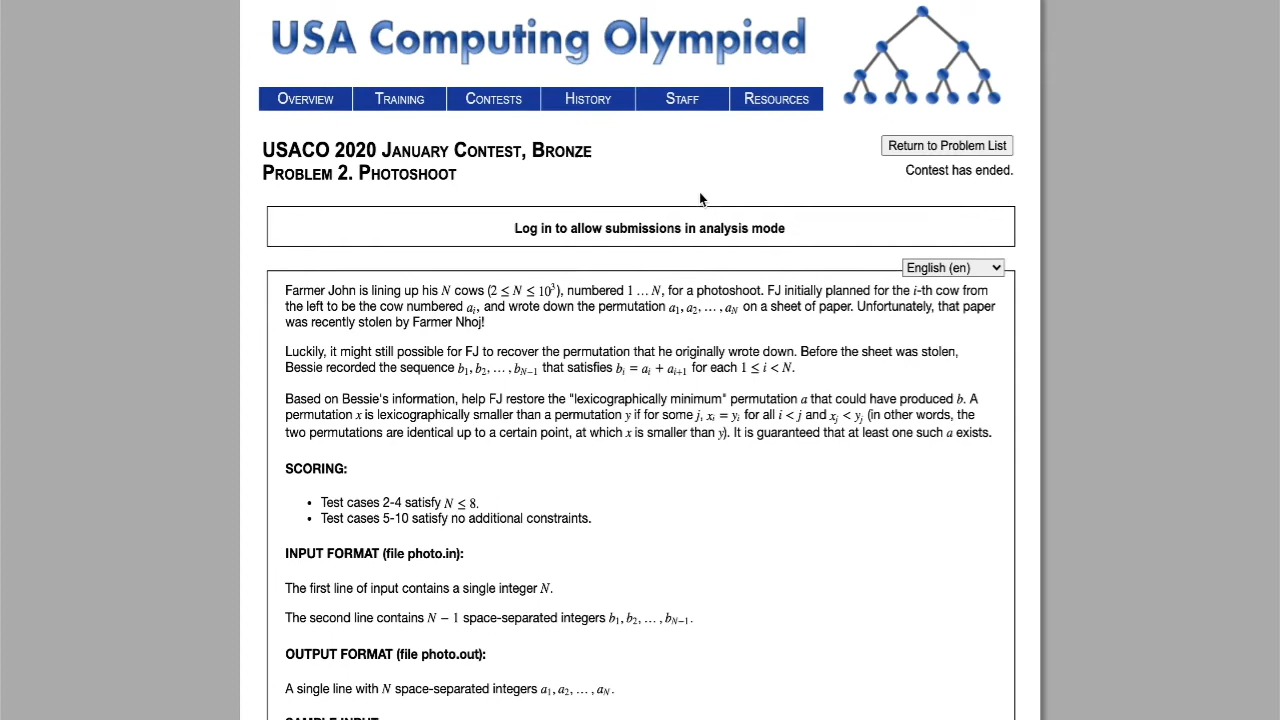 USA Computing Olympiad
OVERVIEW TRAINING CONTESTS HISTORY STAFF RESOURCES
USACO 2020 JANUARY CONTEST, BRONZE
PROBLEM 2. PHOTOSHOOT
Return to Problem List
Contest has ended.
Log in to allow submissions in analysis mode
English (en)
Farmer John is lining up his N cows (2 ≤ N ≤ 10³), numbered 1 … N, for a photoshoot. FJ initially planned for the i-th cow from
the left to be the cow numbered aᵢ, and wrote down the permutation a₁, a₂, … , a_N on a sheet of paper. Unfortunately, that paper
was recently stolen by Farmer Nhoj!
Luckily, it might still possible for FJ to recover the permutation that he originally wrote down. Before the sheet was stolen,
Bessie recorded the sequence b₁, b₂, … , b_{N−1} that satisfies bᵢ = aᵢ + aᵢ₊₁ for each 1 ≤ i < N.
Based on Bessie's information, help FJ restore the "lexicographically minimum" permutation a that could have produced b. A
permutation x is lexicographically smaller than a permutation y if for some j, xᵢ = yᵢ for all i < j and xⱼ < yⱼ (in other words, the
two permutations are identical up to a certain point, at which x is smaller than y). It is guaranteed that at least one such a exists.
SCORING:
• Test cases 2-4 satisfy N ≤ 8.
• Test cases 5-10 satisfy no additional constraints.
INPUT FORMAT (file photo.in):
The first line of input contains a single integer N.
The second line contains N − 1 space-separated integers b₁, b₂, … , b_{N−1}.
OUTPUT FORMAT (file photo.out):
A single line with N space-separated integers a₁, a₂, … , a_N.
SAMPLE INPUT: